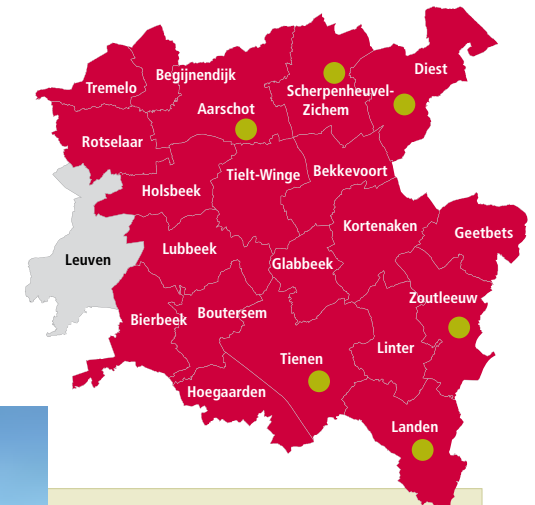 Diest
Begijnendijk
Tremelo
Scherpenheuvel-
Zichem
Aarschot
Rotselaar
Tielt-Winge
Bekkevoort
Holsbeek
Kortenaken
Geetbets
Lubbeek
Leuven
Glabbeek
Zoutleeuw
Boutersem
Bierbeek
Linter
Tienen
Hoegaarden
Landen